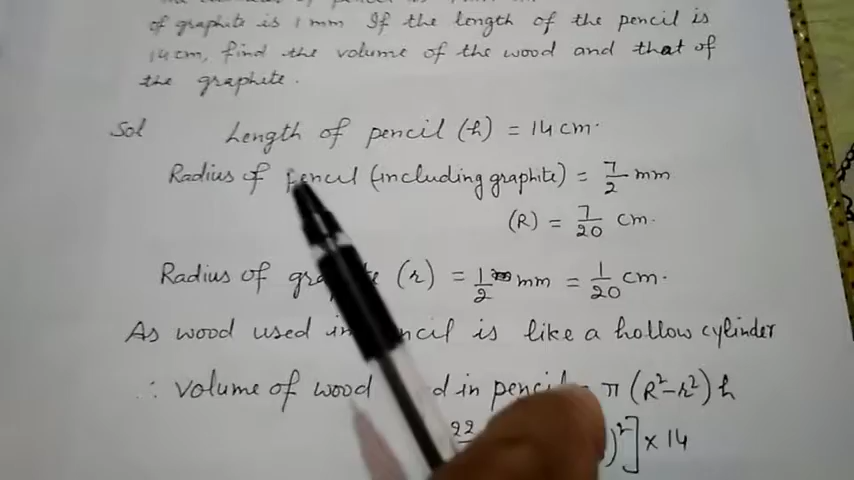 of graphite is 1 mm If the length of the pencil is
14 cm, find the volume of the wood and that of
the graphite.
Sol Length of pencil (h) = 14 cm.
Radius of pencil (including graphite) = 7/2 mm
(R) = 7/20 cm.
Radius of (r) = 1/2 mm = 1/20 cm.
As wood used in pencil is like a hollow cylinder
∴ Volume of wood in pencil = π (R²-r²) h
22 )²] × 14